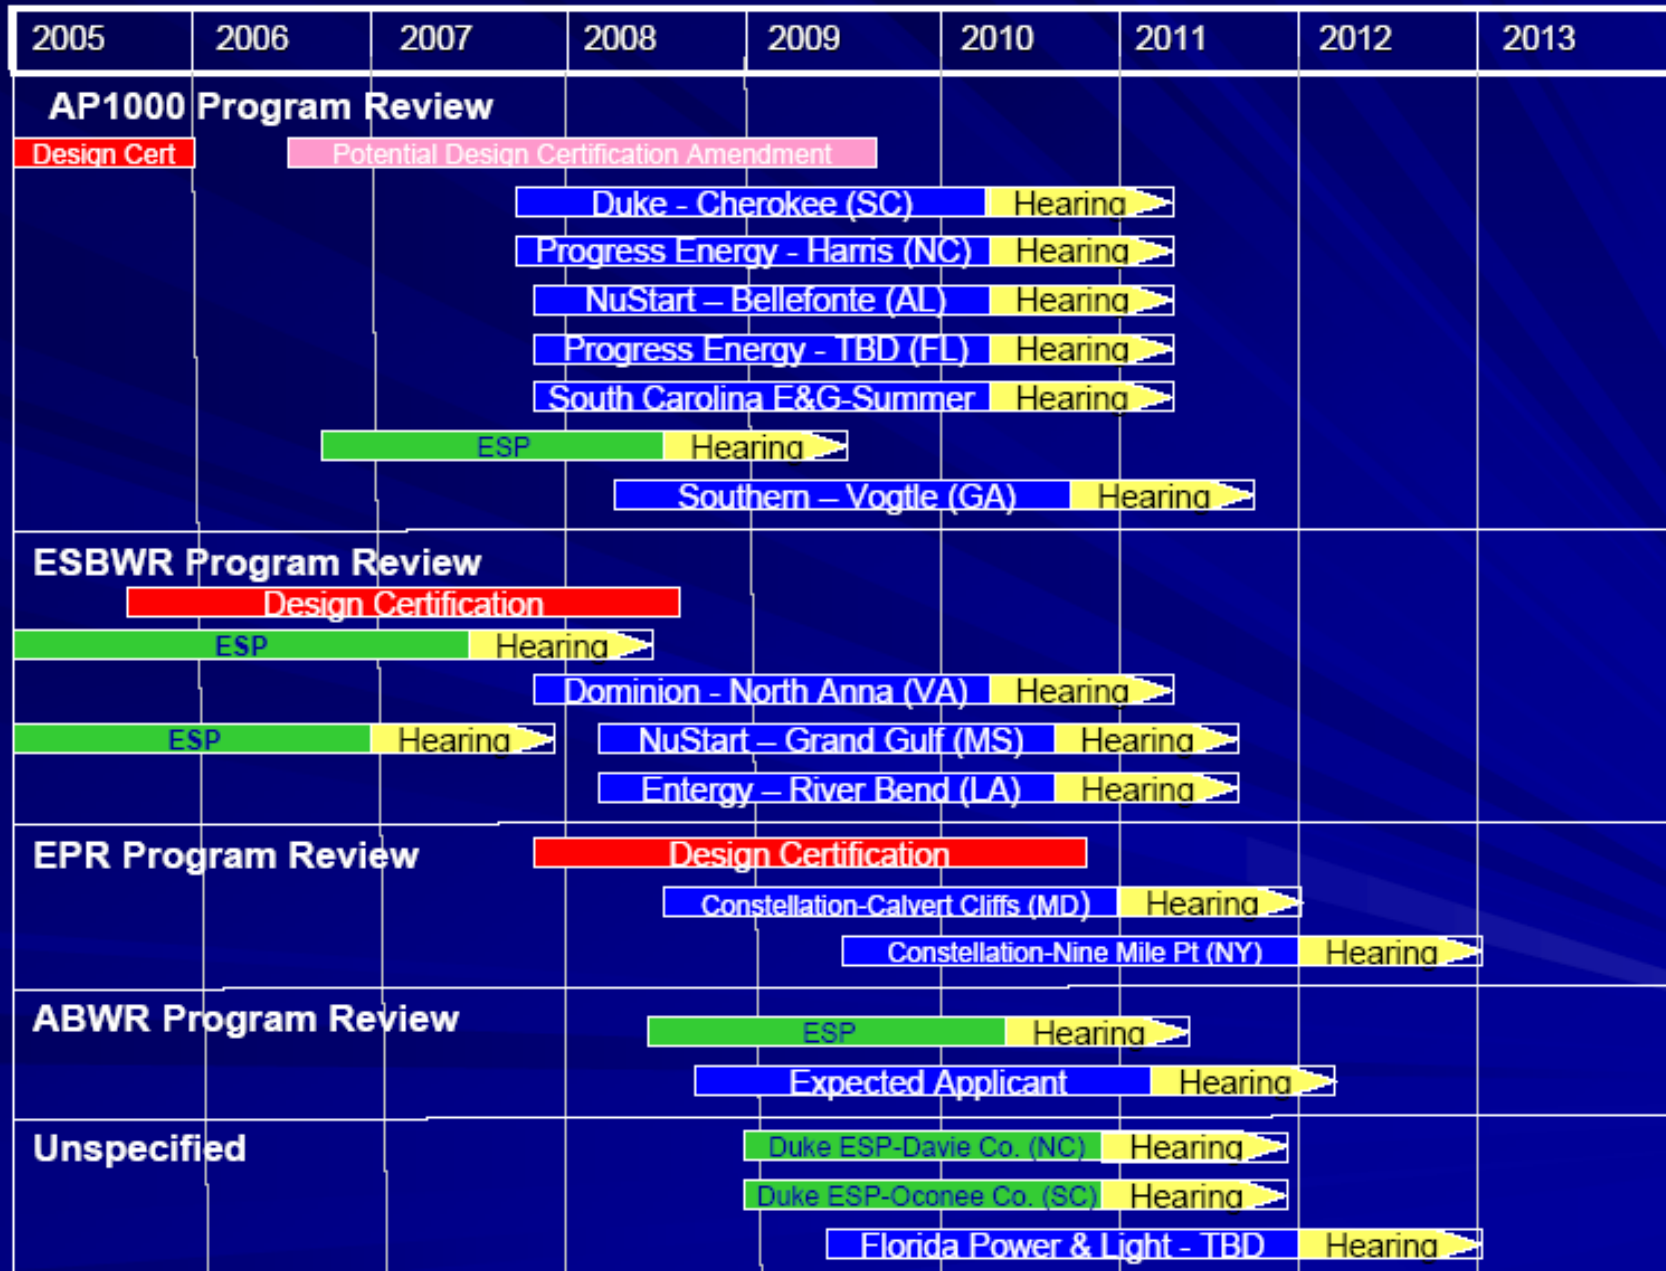 2005 2006 2007 2008 2009 2010 2011 2012 2013
AP1000 Program Review
Design Cert Potential Design Certification Amendment
Duke - Cherokee (SC) Hearing
Progress Energy - Harris (NC) Hearing
NuStart – Bellefonte (AL) Hearing
Progress Energy - TBD (FL) Hearing
South Carolina E&G-Summer Hearing
ESP Hearing
Southern – Vogtle (GA) Hearing
ESBWR Program Review
Design Certification
ESP Hearing
Dominion - North Anna (VA) Hearing
ESP Hearing NuStart – Grand Gulf (MS) Hearing
Entergy – River Bend (LA) Hearing
EPR Program Review Design Certification
Constellation-Calvert Cliffs (MD) Hearing
Constellation-Nine Mile Pt (NY) Hearing
ABWR Program Review
ESP Hearing
Expected Applicant Hearing
Unspecified Duke ESP-Davie Co. (NC) Hearing
Duke ESP-Oconee Co. (SC) Hearing
Florida Power & Light - TBD Hearing